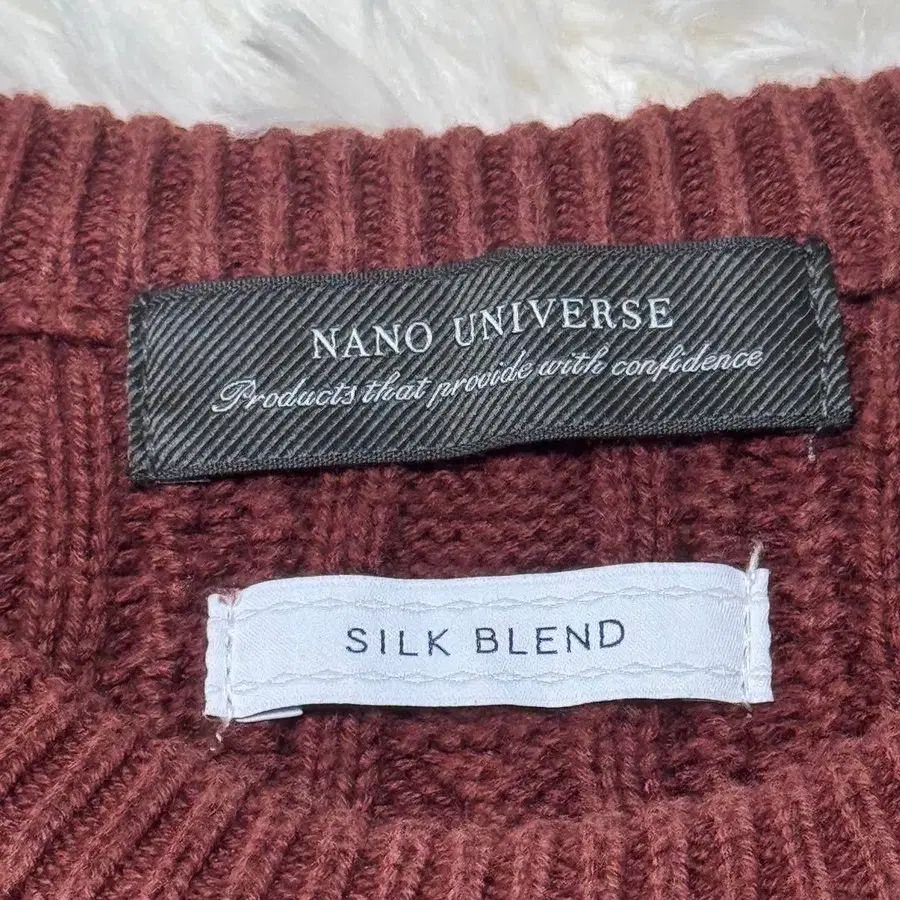 NANO UNIVERSE
Products that provide with confidence
SILK BLEND